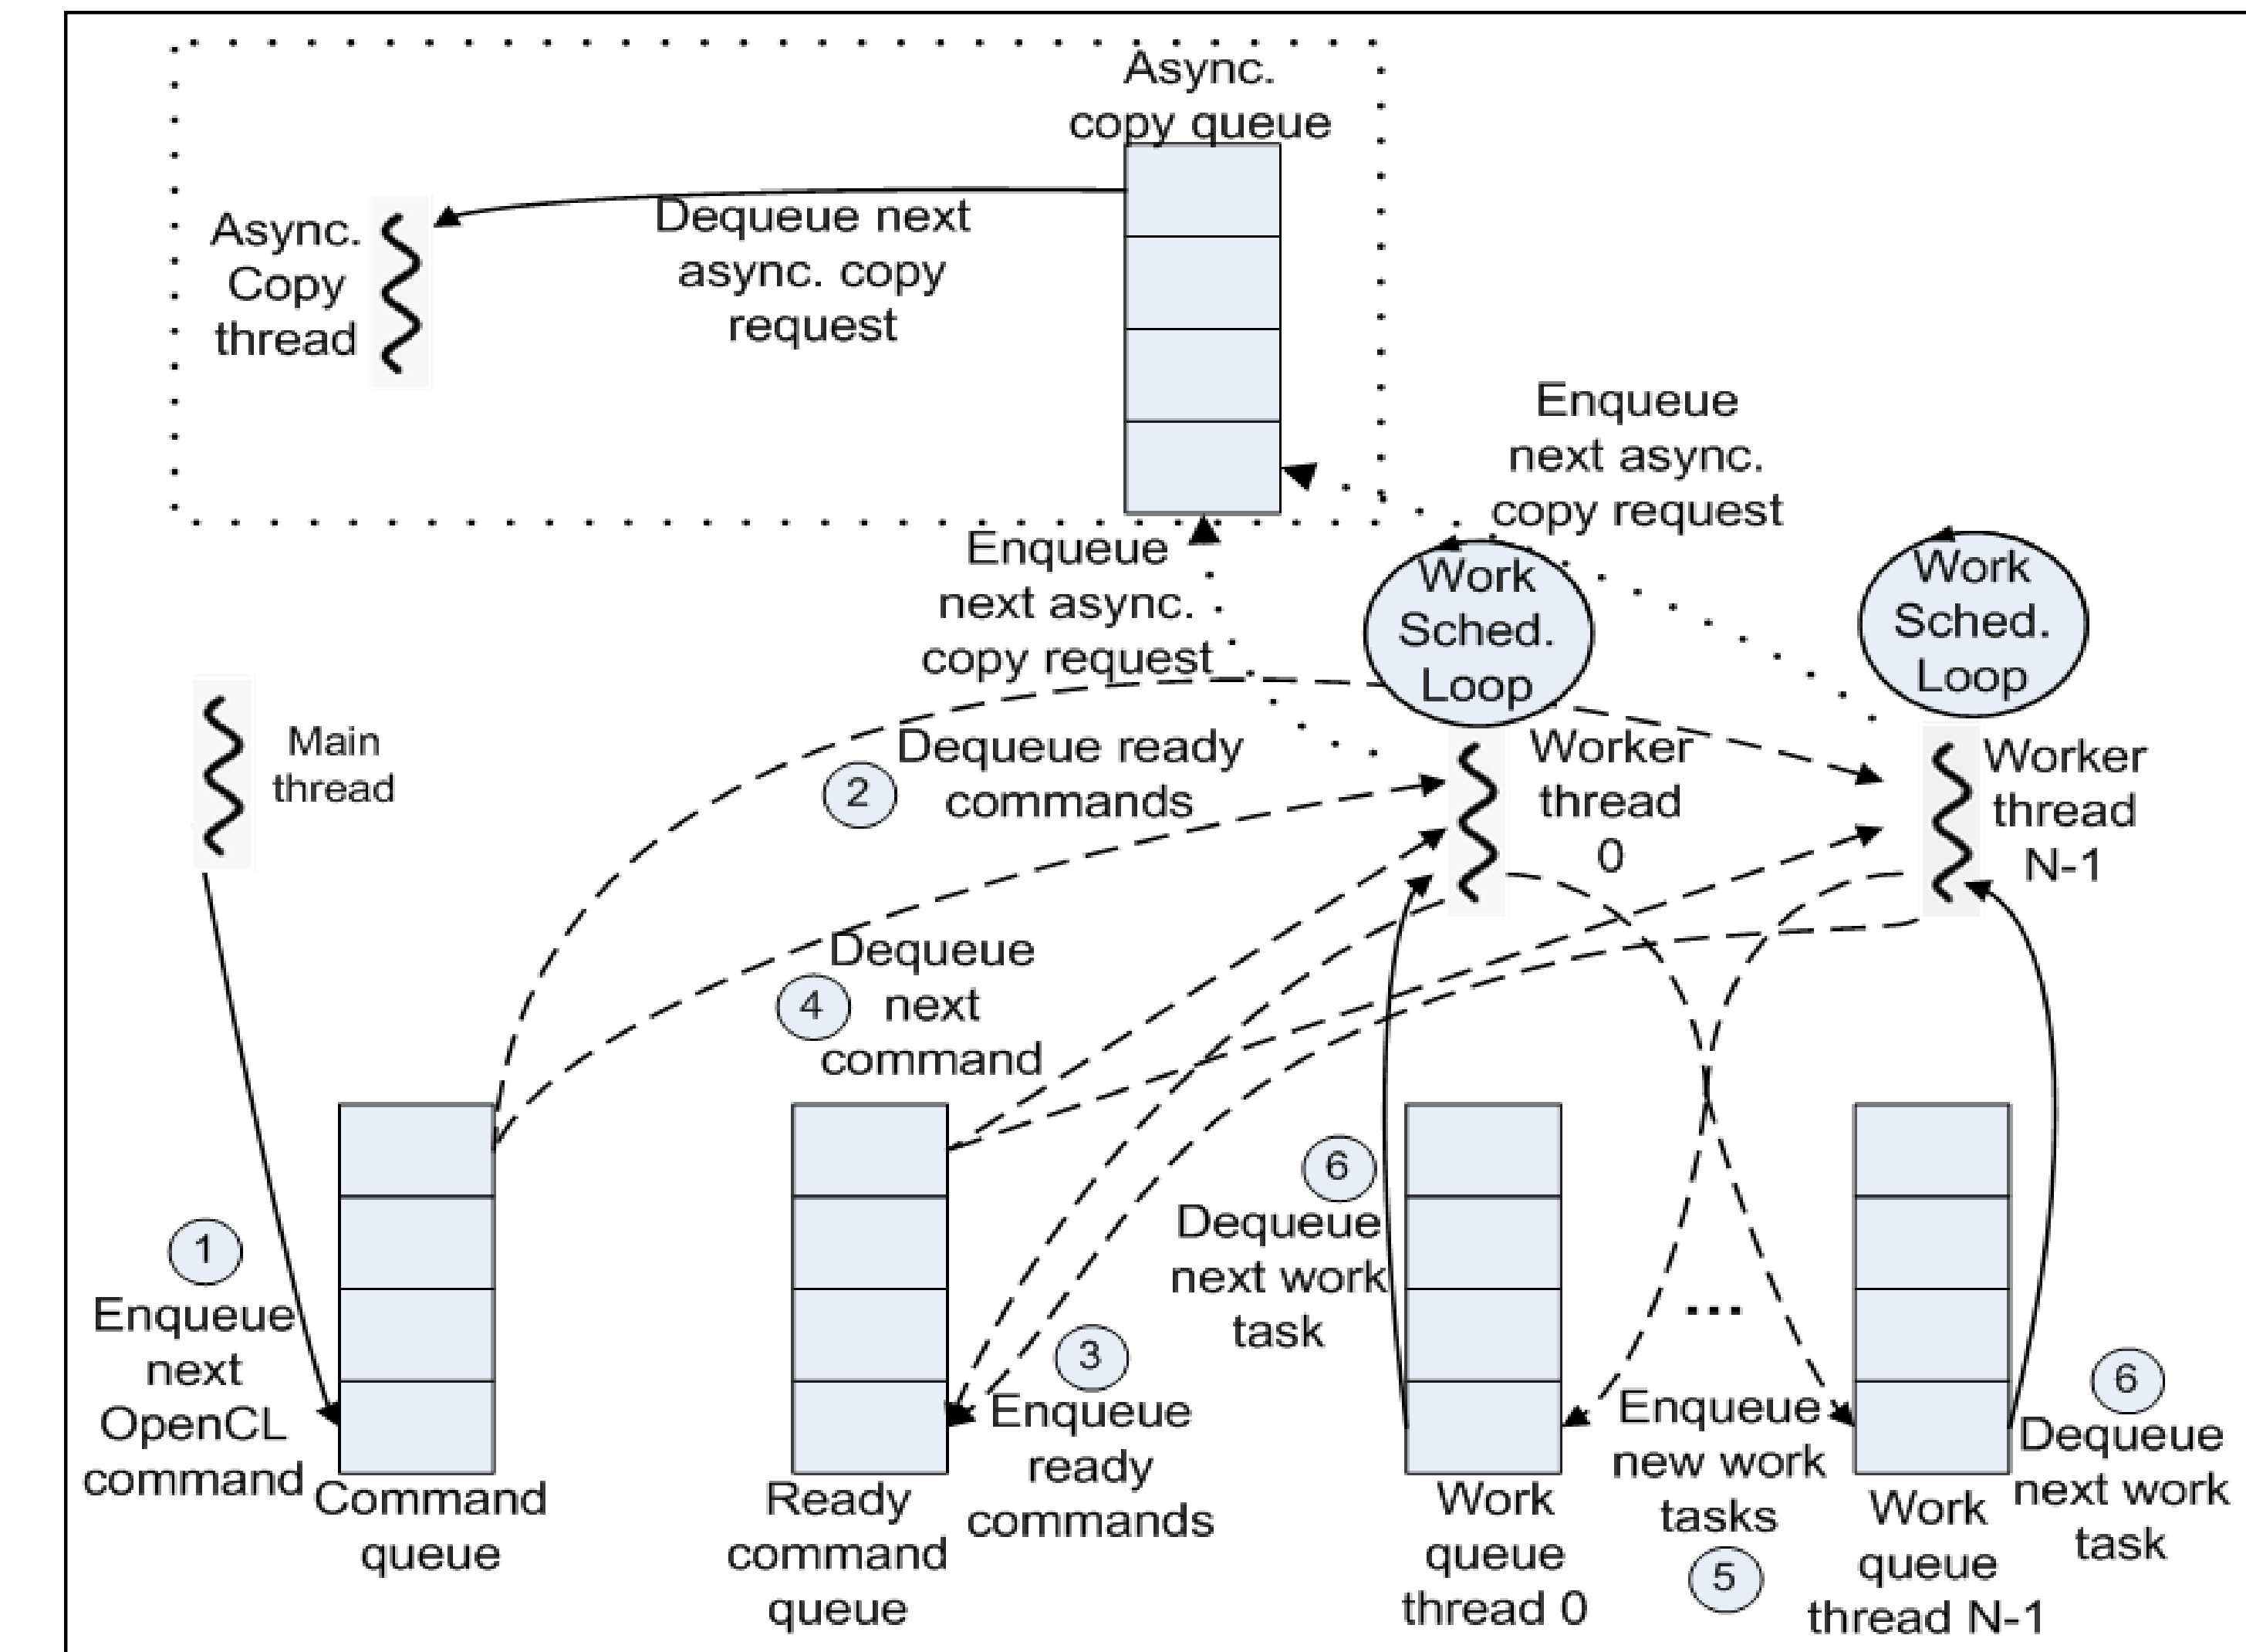 Async.
copy queue
Async.
Copy
thread
Dequeue next
async. copy
request
Enqueue
next async.
copy request
Enqueue
next async.
copy request
Work
Sched.
Loop
Work
Sched.
Loop
Main
thread
2
Dequeue ready
commands
Worker
thread
0
Worker
thread
N-1
4
Dequeue
next
command
1
Enqueue
next
OpenCL
command
Command
queue
Ready
command
queue
3
Enqueue
ready
commands
6
Dequeue
next work
task
Work
queue
thread 0
...
Enqueue
new work
tasks
5
Work
queue
thread N-1
6
Dequeue
next work
task